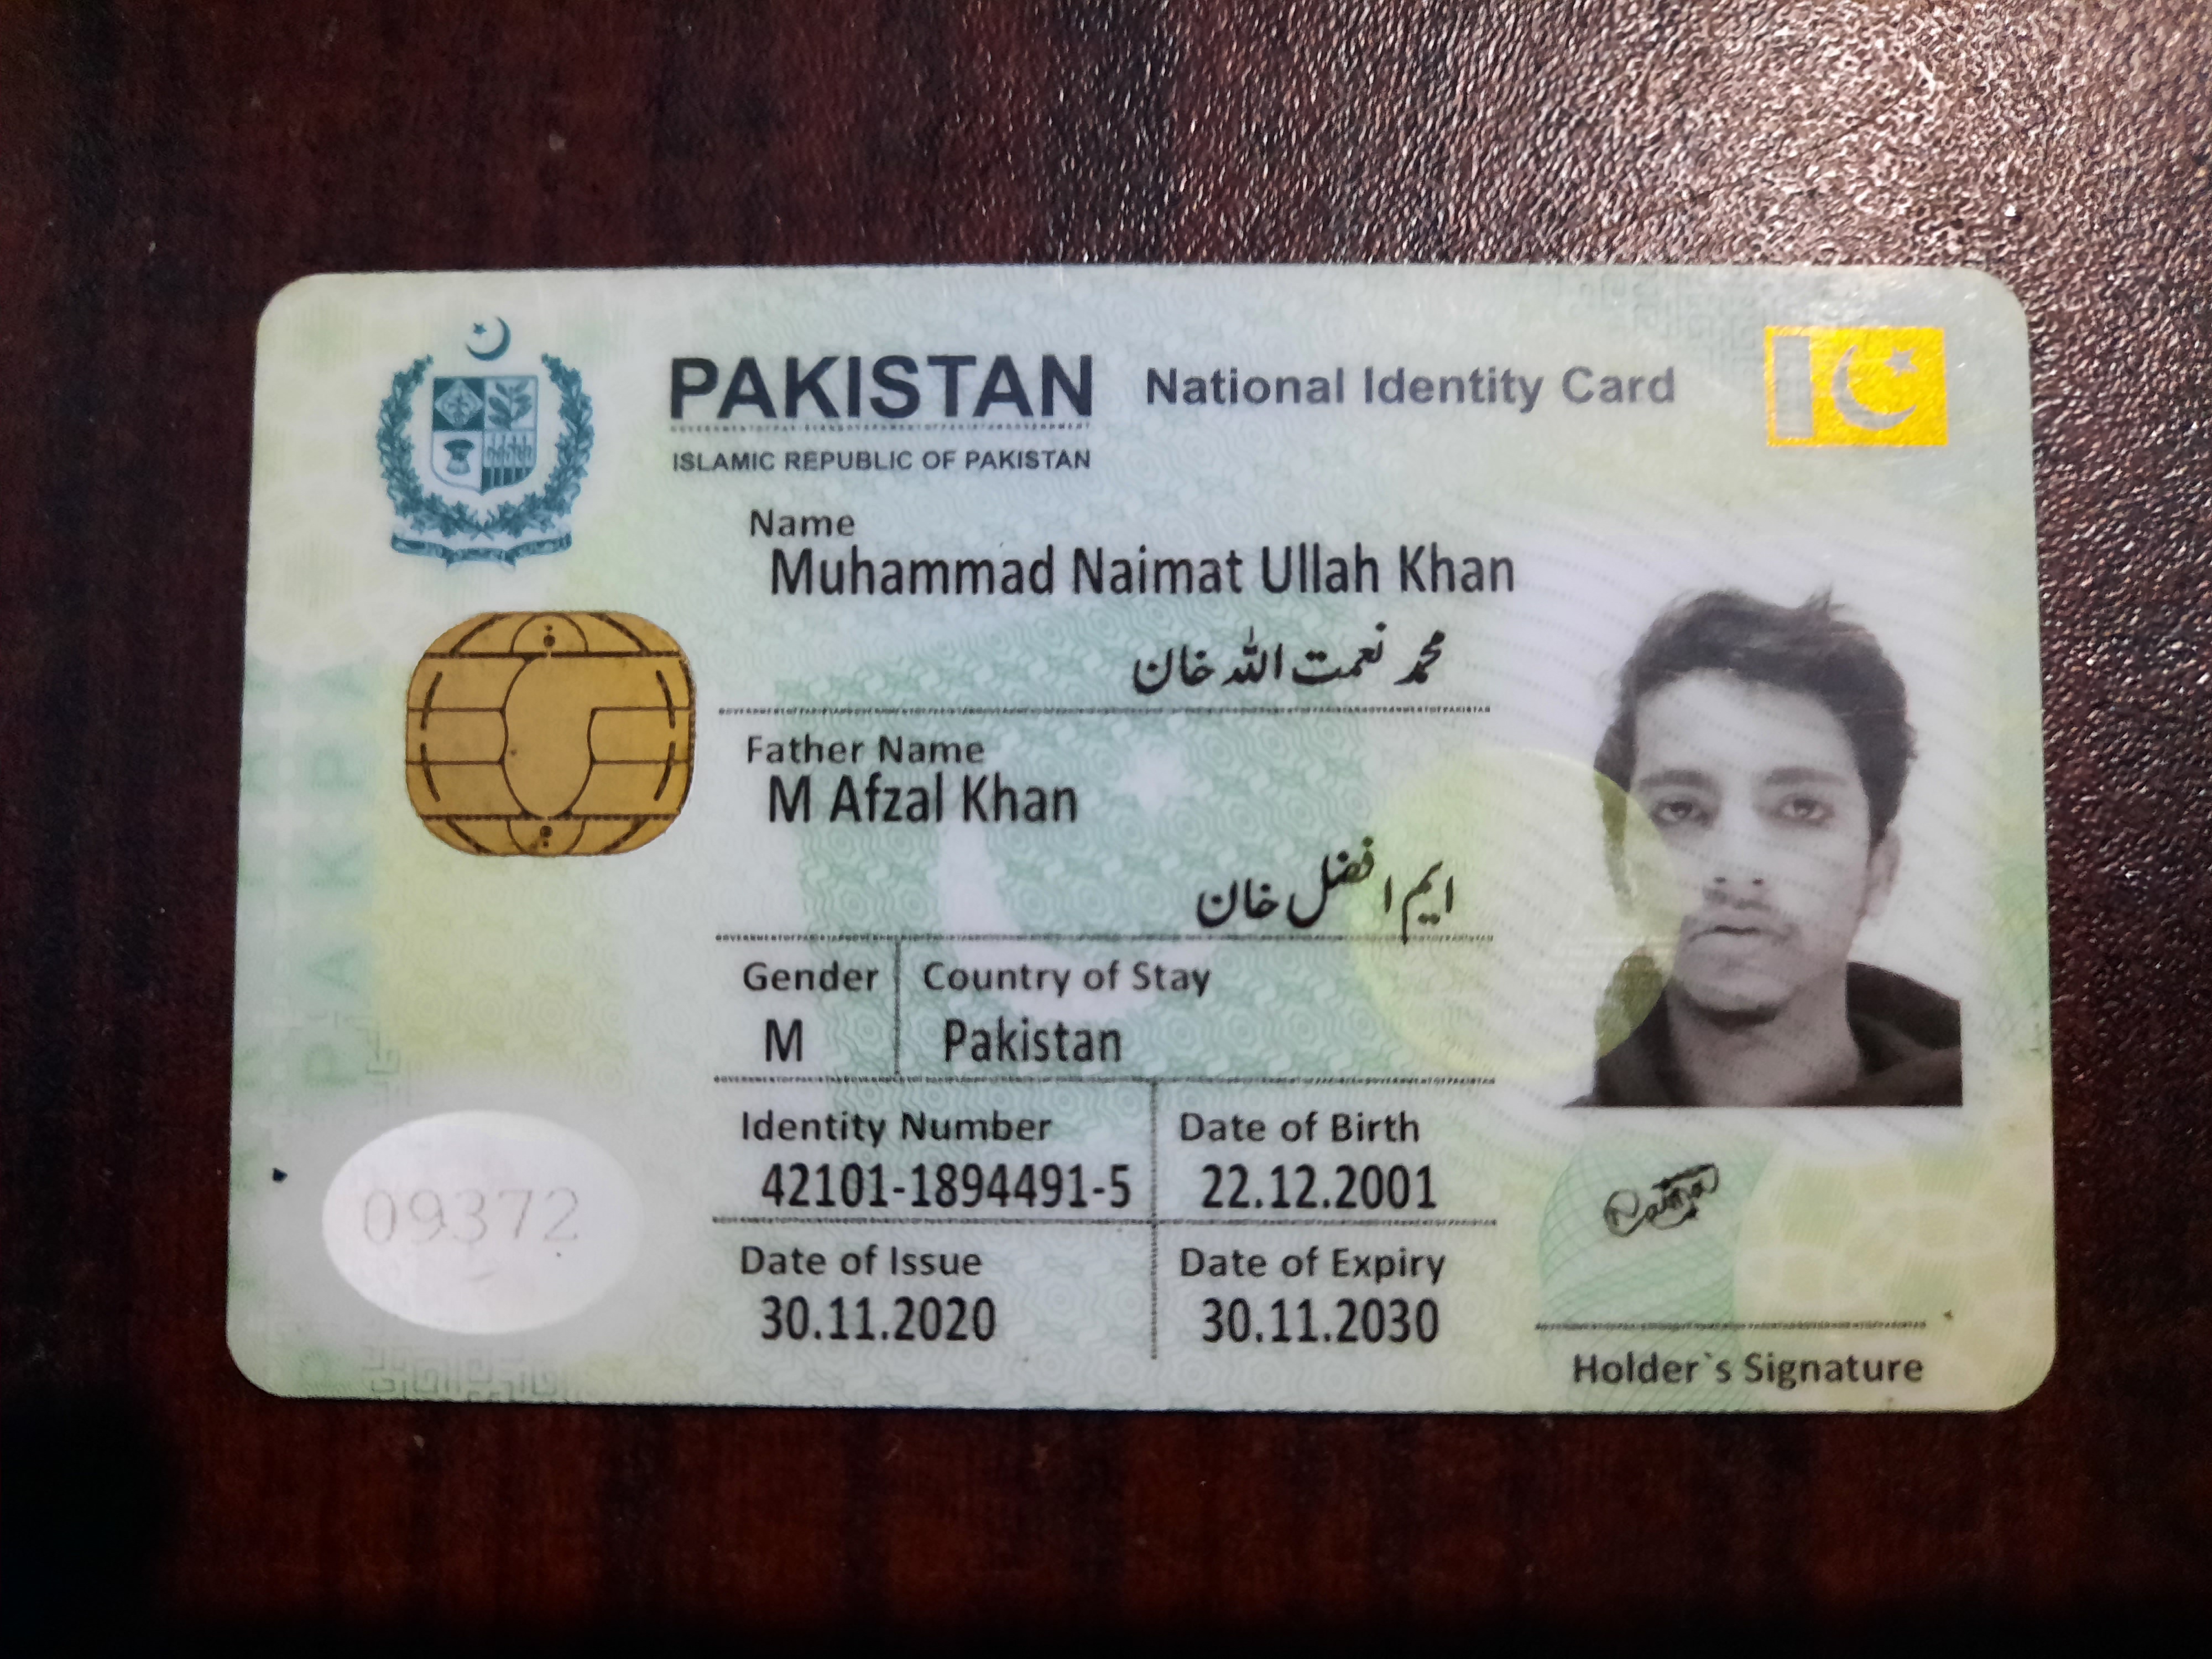 PAKISTAN National Identity Card
ISLAMIC REPUBLIC OF PAKISTAN
Name
Muhammad Naimat Ullah Khan
محمد نعمت اللہ خان
Father Name
M Afzal Khan
ایم افضل خان
Gender Country of Stay
M Pakistan
Identity Number Date of Birth
42101-1894491-5 22.12.2001
Date of Issue Date of Expiry
30.11.2020 30.11.2030
Holder`s Signature
09372